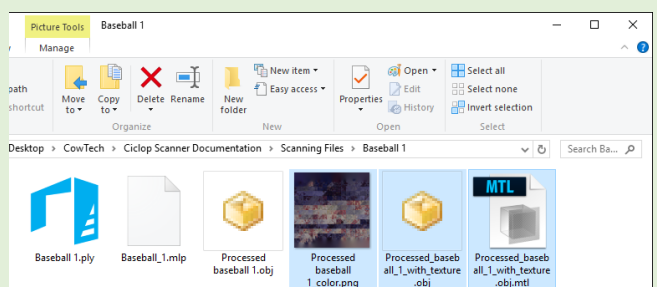 Picture Tools Baseball 1
Manage
path
shortcut
Move to
Copy to
Delete
Rename
New folder
New item
Easy access
Properties
Open
Edit
History
Select all
Select none
Invert selection
Organize New Open Select
Desktop > CowTech > Ciclop Scanner Documentation > Scanning Files > Baseball 1
Search Ba...
MTL
Baseball 1.ply
Baseball_1.mlp
Processed
baseball 1.obj
Processed
baseball
1_color.png
Processed_baseb
all_1_with_texture
.obj
Processed_baseb
all_1_with_texture
.obj.mtl